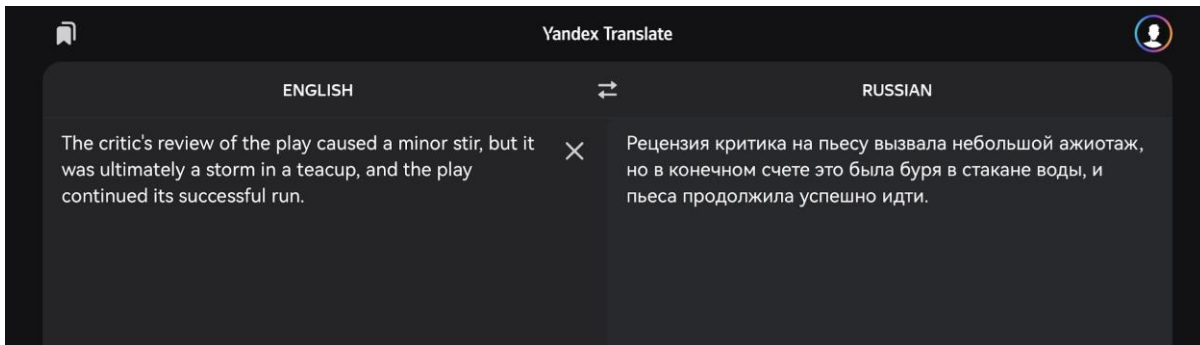 Yandex Translate
ENGLISH
RUSSIAN
The critic's review of the play caused a minor stir, but it
was ultimately a storm in a teacup, and the play
continued its successful run.
Рецензия критика на пьесу вызвала небольшой ажиотаж,
но в конечном счете это была буря в стакане воды, и
пьеса продолжила успешно идти.